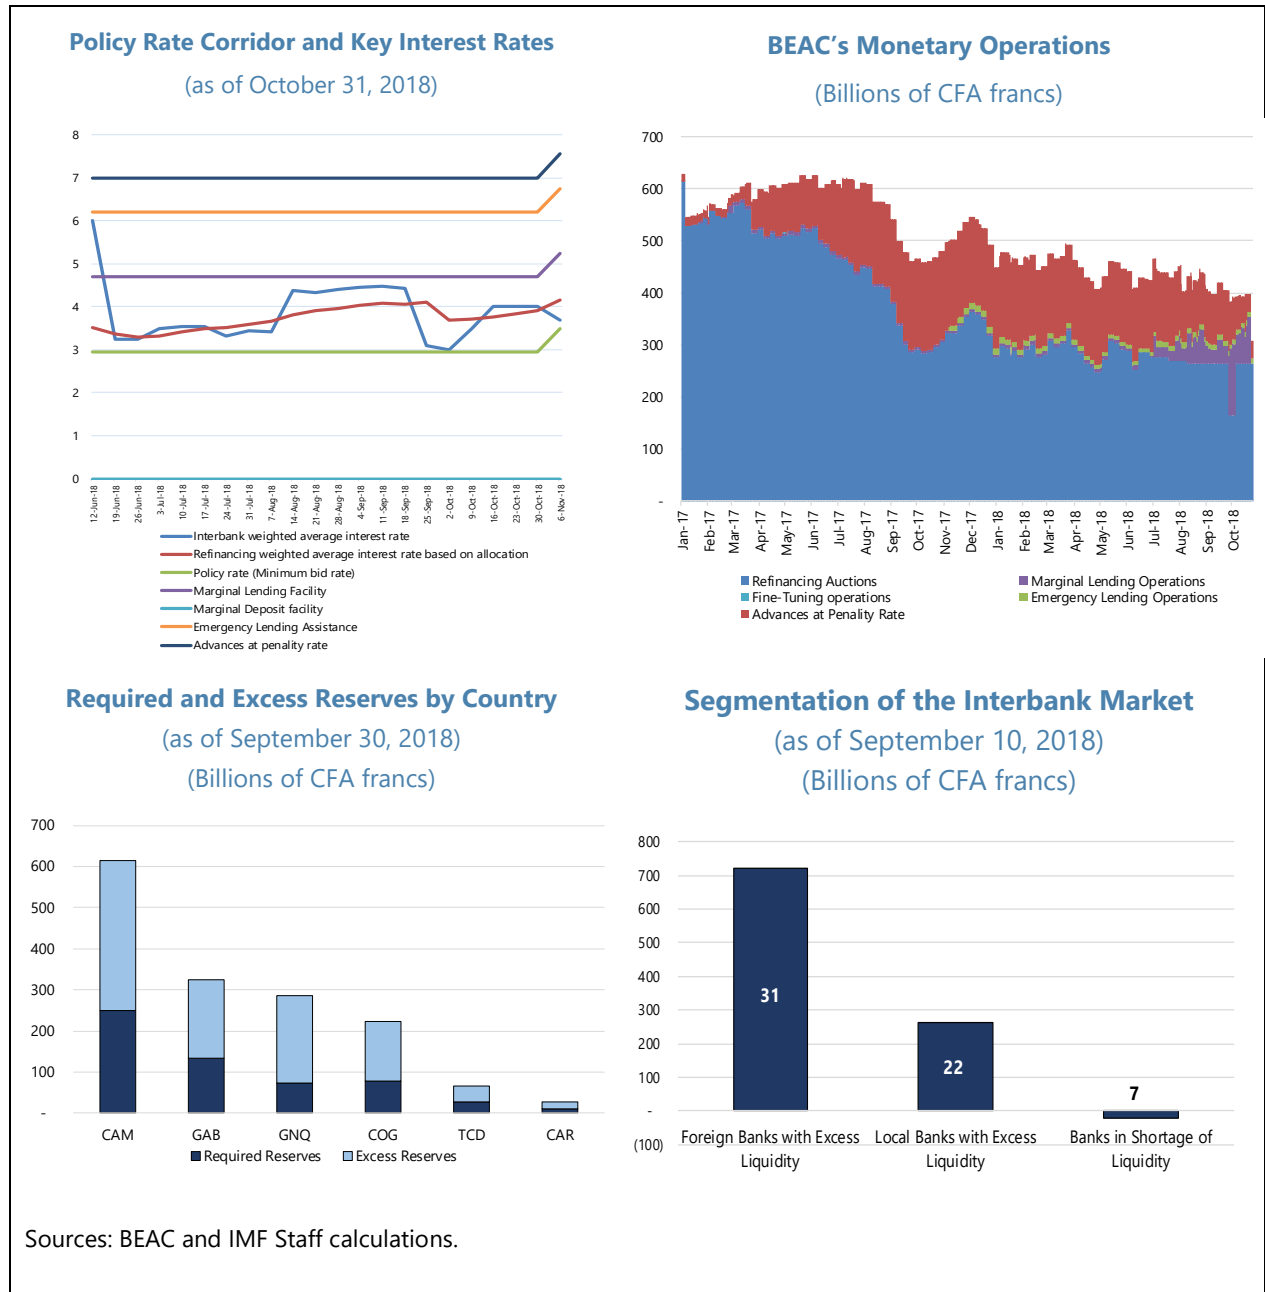 Policy Rate Corridor and Key Interest Rates
(as of October 31, 2018)
8
7
6
5
4
3
2
1
0
12-Jun-18
19-Jun-18
26-Jun-18
3-Jul-18
10-Jul-18
17-Jul-18
24-Jul-18
31-Jul-18
7-Aug-18
14-Aug-18
21-Aug-18
28-Aug-18
4-Sep-18
11-Sep-18
18-Sep-18
25-Sep-18
2-Oct-18
9-Oct-18
16-Oct-18
23-Oct-18
30-Oct-18
6-Nov-18
Interbank weighted average interest rate
Refinancing weighted average interest rate based on allocation
Policy rate (Minimum bid rate)
Marginal Lending Facility
Marginal Deposit facility
Emergency Lending Assistance
Advances at penality rate
BEAC's Monetary Operations
(Billions of CFA francs)
700
600
500
400
300
200
100
-
Jan-17
Feb-17
Mar-17
Apr-17
May-17
Jun-17
Jul-17
Aug-17
Sep-17
Oct-17
Nov-17
Dec-17
Jan-18
Feb-18
Mar-18
Apr-18
May-18
Jun-18
Jul-18
Aug-18
Sep-18
Oct-18
Refinancing Auctions
Marginal Lending Operations
Fine-Tuning operations
Emergency Lending Operations
Advances at Penality Rate
Required and Excess Reserves by Country
(as of September 30, 2018)
(Billions of CFA francs)
700
600
500
400
300
200
100
-
CAM GAB GNQ COG TCD CAR
Required Reserves Excess Reserves
Segmentation of the Interbank Market
(as of September 10, 2018)
(Billions of CFA francs)
800
700
600
500
400
300
200
100
-
(100)
31
22
7
Foreign Banks with Excess
Liquidity
Local Banks with Excess
Liquidity
Banks in Shortage of
Liquidity
Sources: BEAC and IMF Staff calculations.